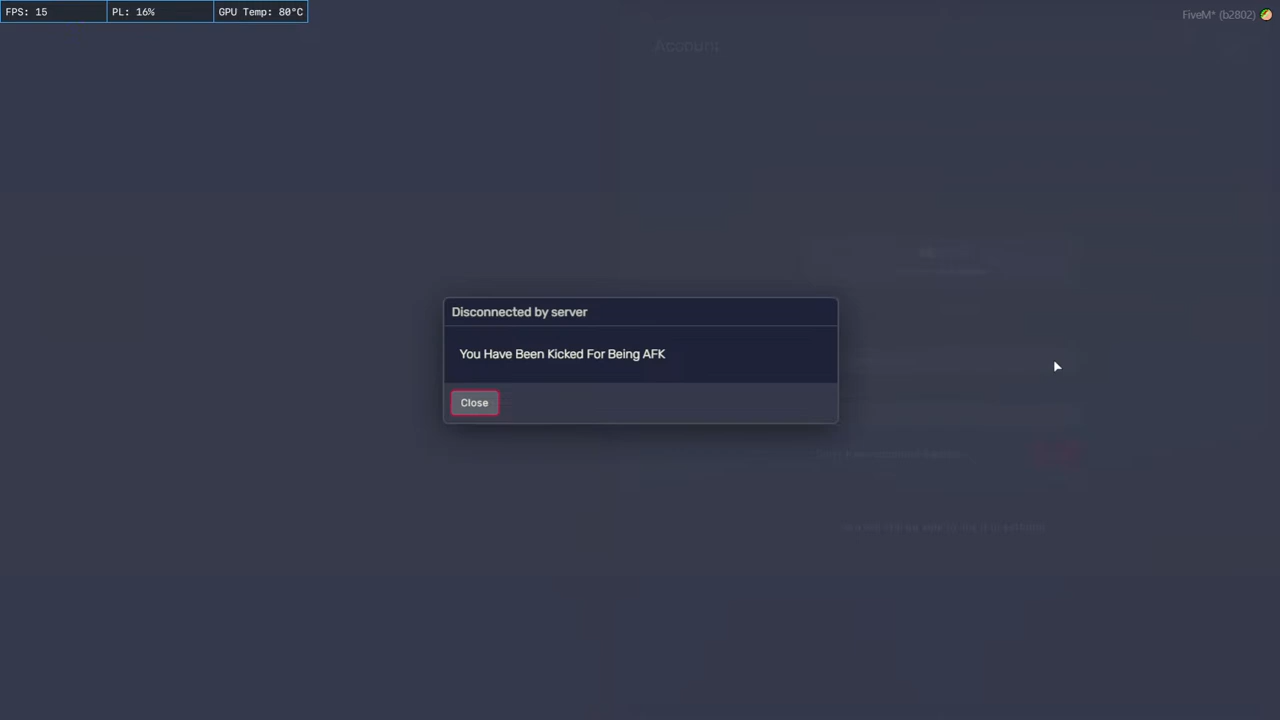 FPS: 15 PL: 16% GPU Temp: 80°C
FiveM* (b2802)
Account
Disconnected by server
You Have Been Kicked For Being AFK
Close